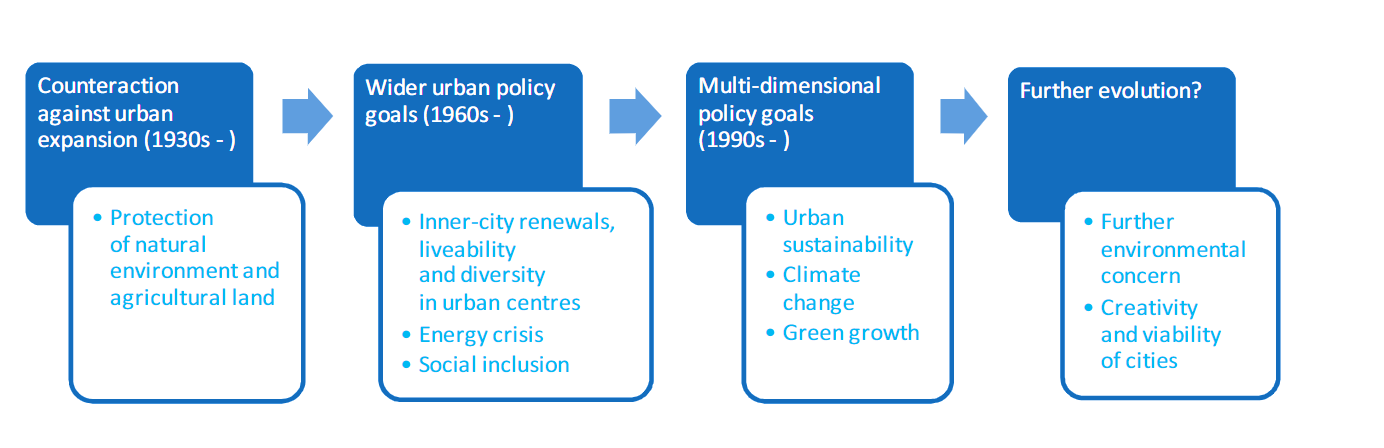 Counteraction
against urban
expansion (1930s - )
• Protection
of natural
environment and
agricultural land
Wider urban policy
goals (1960s - )
• Inner-city renewals,
liveability
and diversity
in urban centres
• Energy crisis
• Social inclusion
Multi-dimensional
policy goals
(1990s - )
• Urban
sustainability
• Climate
change
• Green growth
Further evolution?
• Further
environmental
concern
• Creativity
and viability
of cities